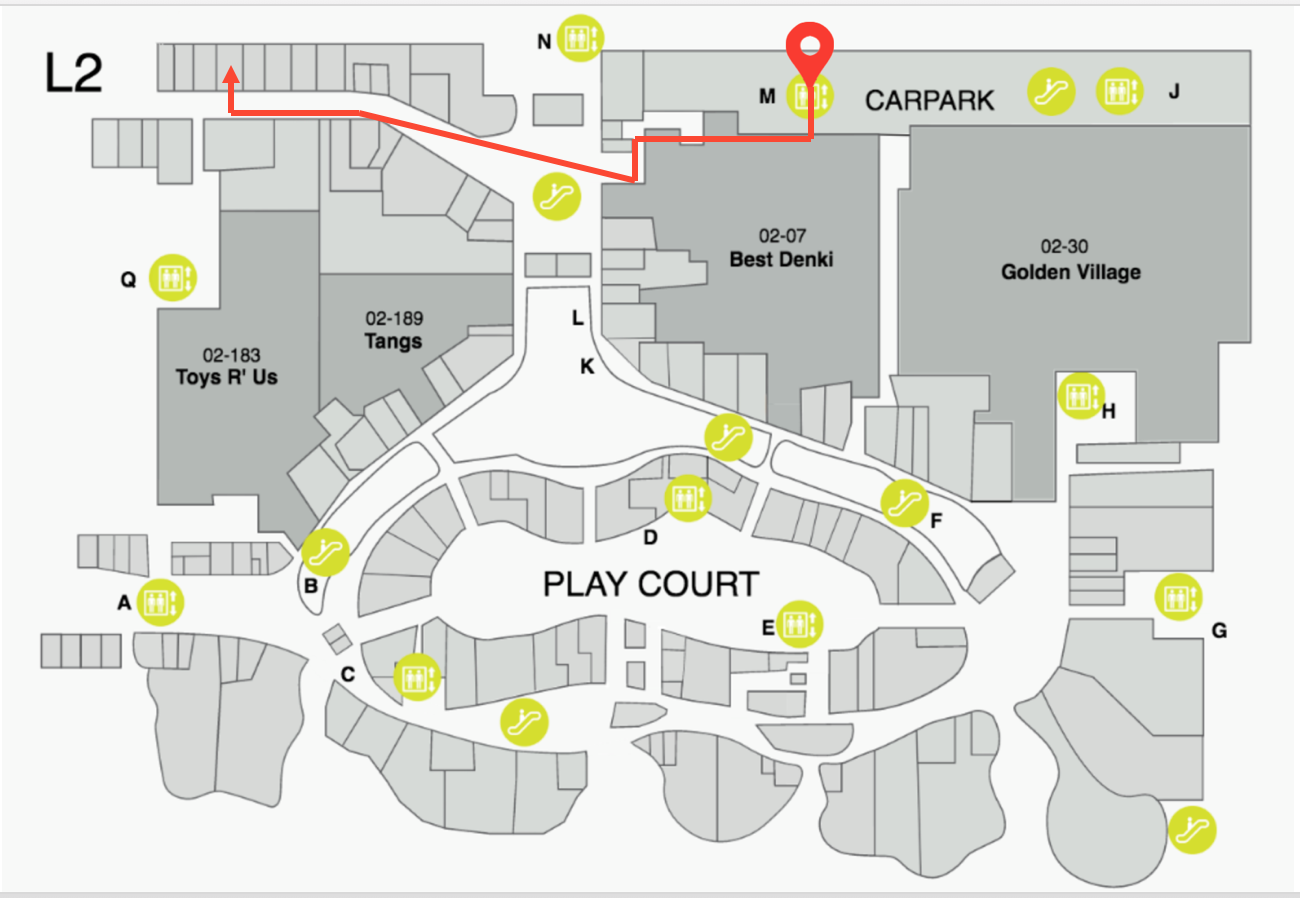 L2
N
M
CARPARK
J
02-07
Best Denki
02-30
Golden Village
Q
02-189
Tangs
L
02-183
Toys R' Us
K
H
D
F
B
PLAY COURT
A
E
G
C